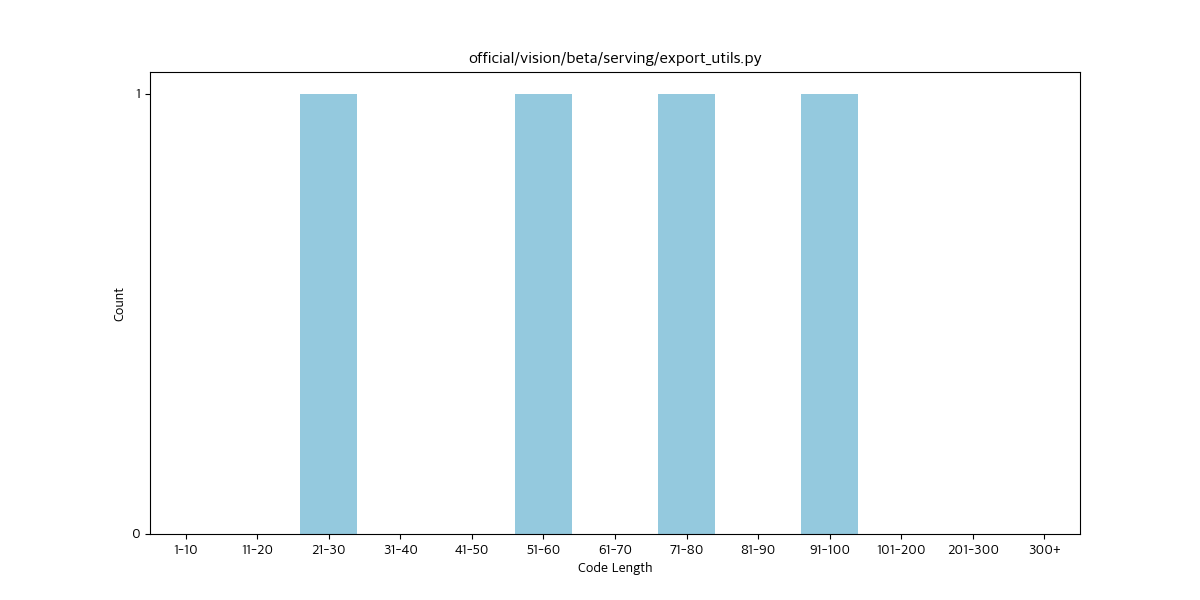 official/vision/beta/serving/export_utils.py
1
0
Count
1-10 11-20 21-30 31-40 41-50 51-60 61-70 71-80 81-90 91-100 101-200 201-300 300+
Code Length